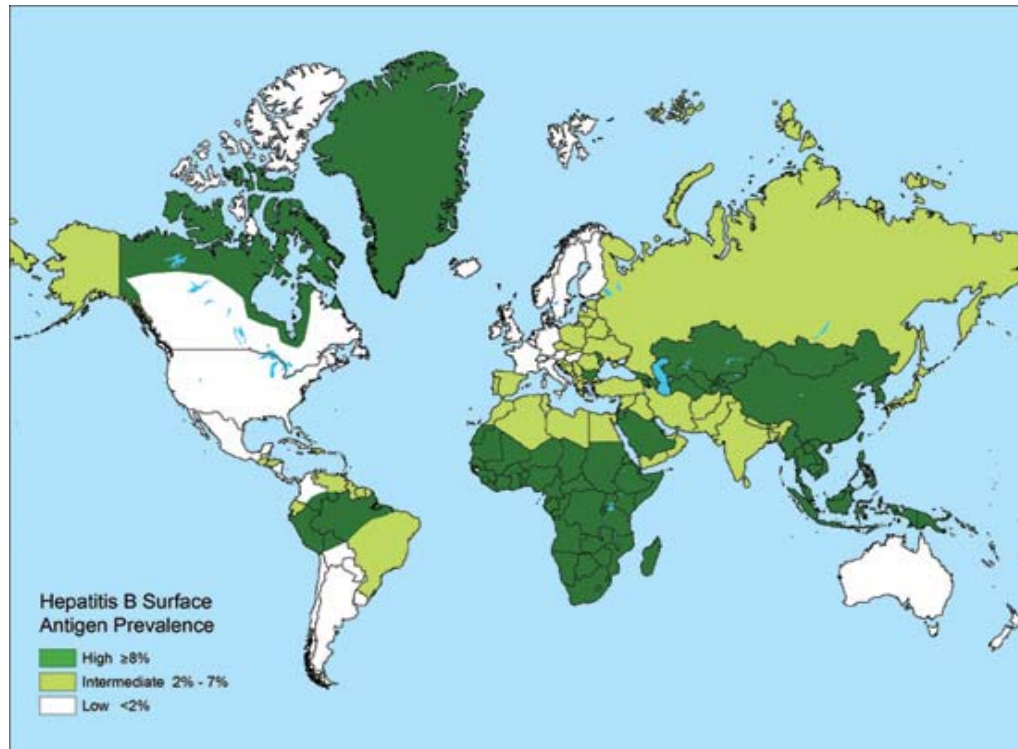 Hepatitis B Surface
Antigen Prevalence
High ≥8%
Intermediate 2% - 7%
Low <2%